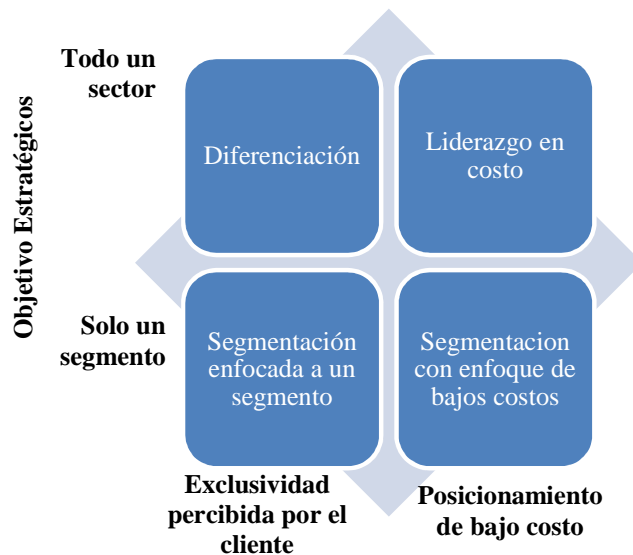 Todo un
sector
Diferenciación
Liderazgo en
costo
Objetivo Estratégicos
Solo un
segmento
Segmentación
enfocada a un
segmento
Segmentacion
con enfoque de
bajos costos
Exclusividad
percibida por el
cliente
Posicionamiento
de bajo costo